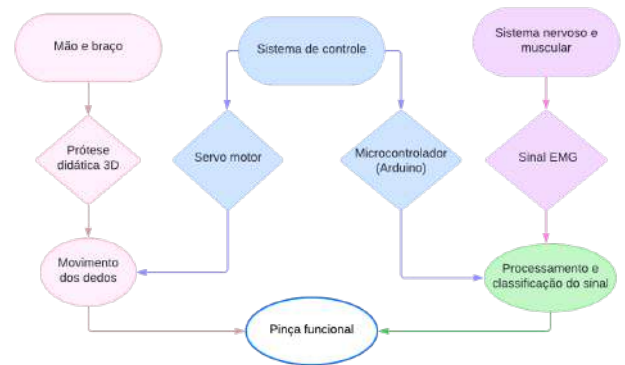 Mão e braço
Sistema de controle
Sistema nervoso e
muscular
Prótese
didática 3D
Servo motor
Microcontrolador
(Arduino)
Sinal EMG
Movimento
dos dedos
Processamento e
classificação do sinal
Pinça funcional